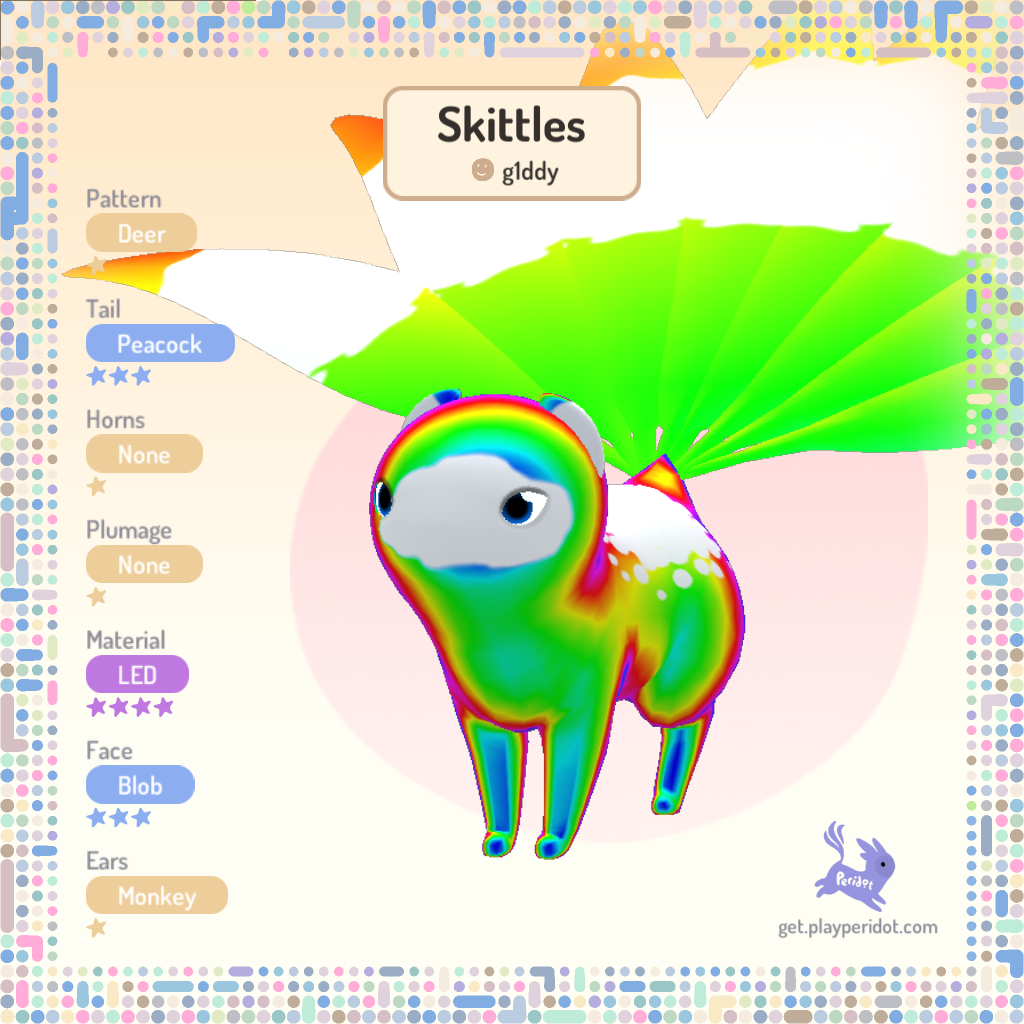 Skittles
g1ddy
Pattern
Deer
Tail
Peacock
Horns
None
Plumage
None
Material
LED
Face
Blob
Ears
Monkey
Peridot
get.playperidot.com